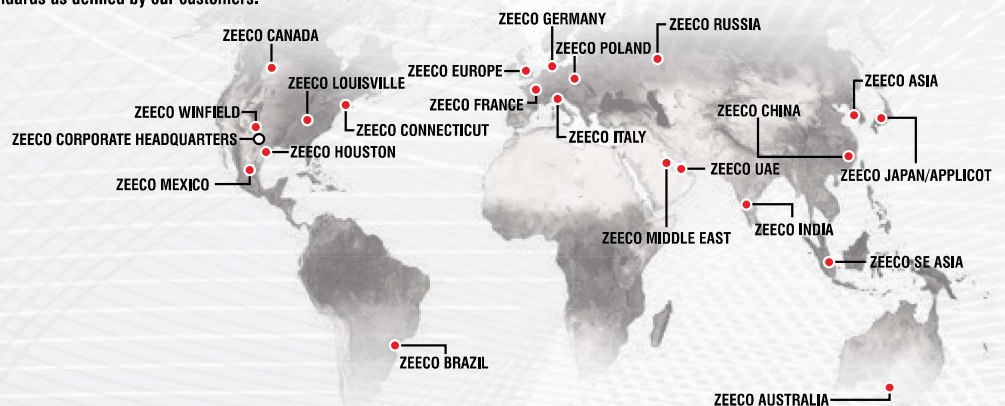 ZEECO CANADA
ZEECO LOUISVILLE
ZEECO WINFIELD
ZEECO CORPORATE HEADQUARTERS
ZEECO CONNECTICUT
ZEECO HOUSTON
ZEECO MEXICO
ZEECO BRAZIL
ZEECO GERMANY
ZEECO RUSSIA
ZEECO POLAND
ZEECO EUROPE
ZEECO FRANCE
ZEECO ITALY
ZEECO ASIA
ZEECO CHINA
ZEECO UAE
ZEECO JAPAN/APPLICOT
ZEECO MIDDLE EAST
ZEECO INDIA
ZEECO SE ASIA
ZEECO AUSTRALIA